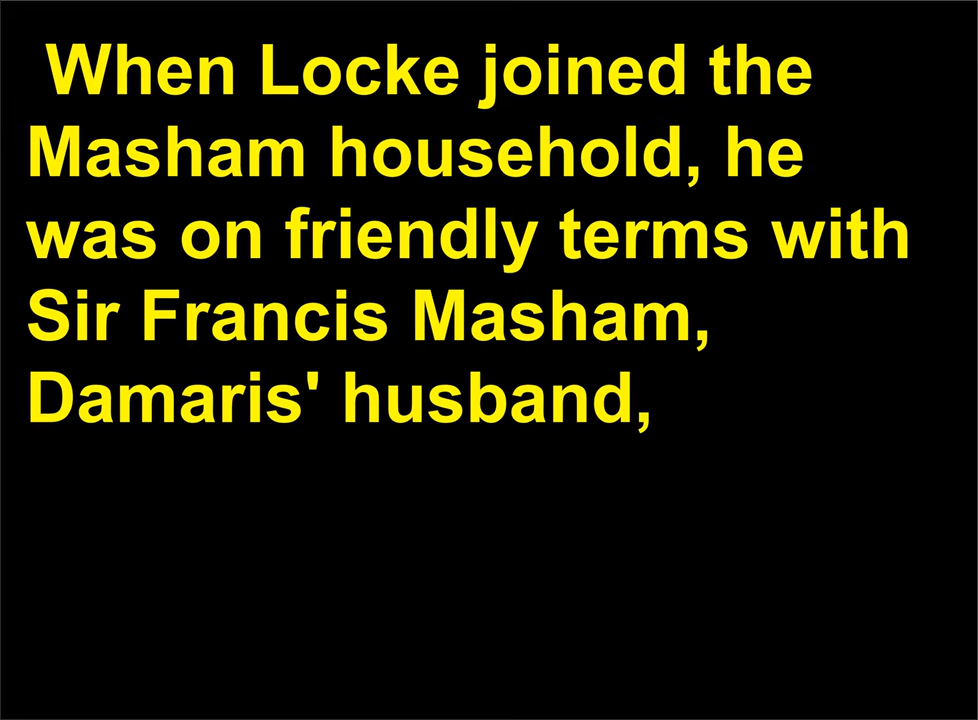 When Locke joined the
Masham household, he
was on friendly terms with
Sir Francis Masham,
Damaris' husband,